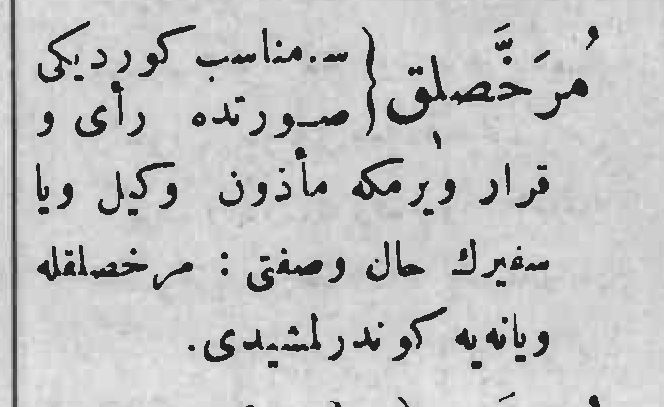 مُرَخَّصلق { س. مناسب كورديكى
صورتده رأى و
قرار ويرمكه مأذون وكيل ويا
سفيرك حال وصفتى : مرخصلقله
ويانه‌يه كوندرلمشيدى.